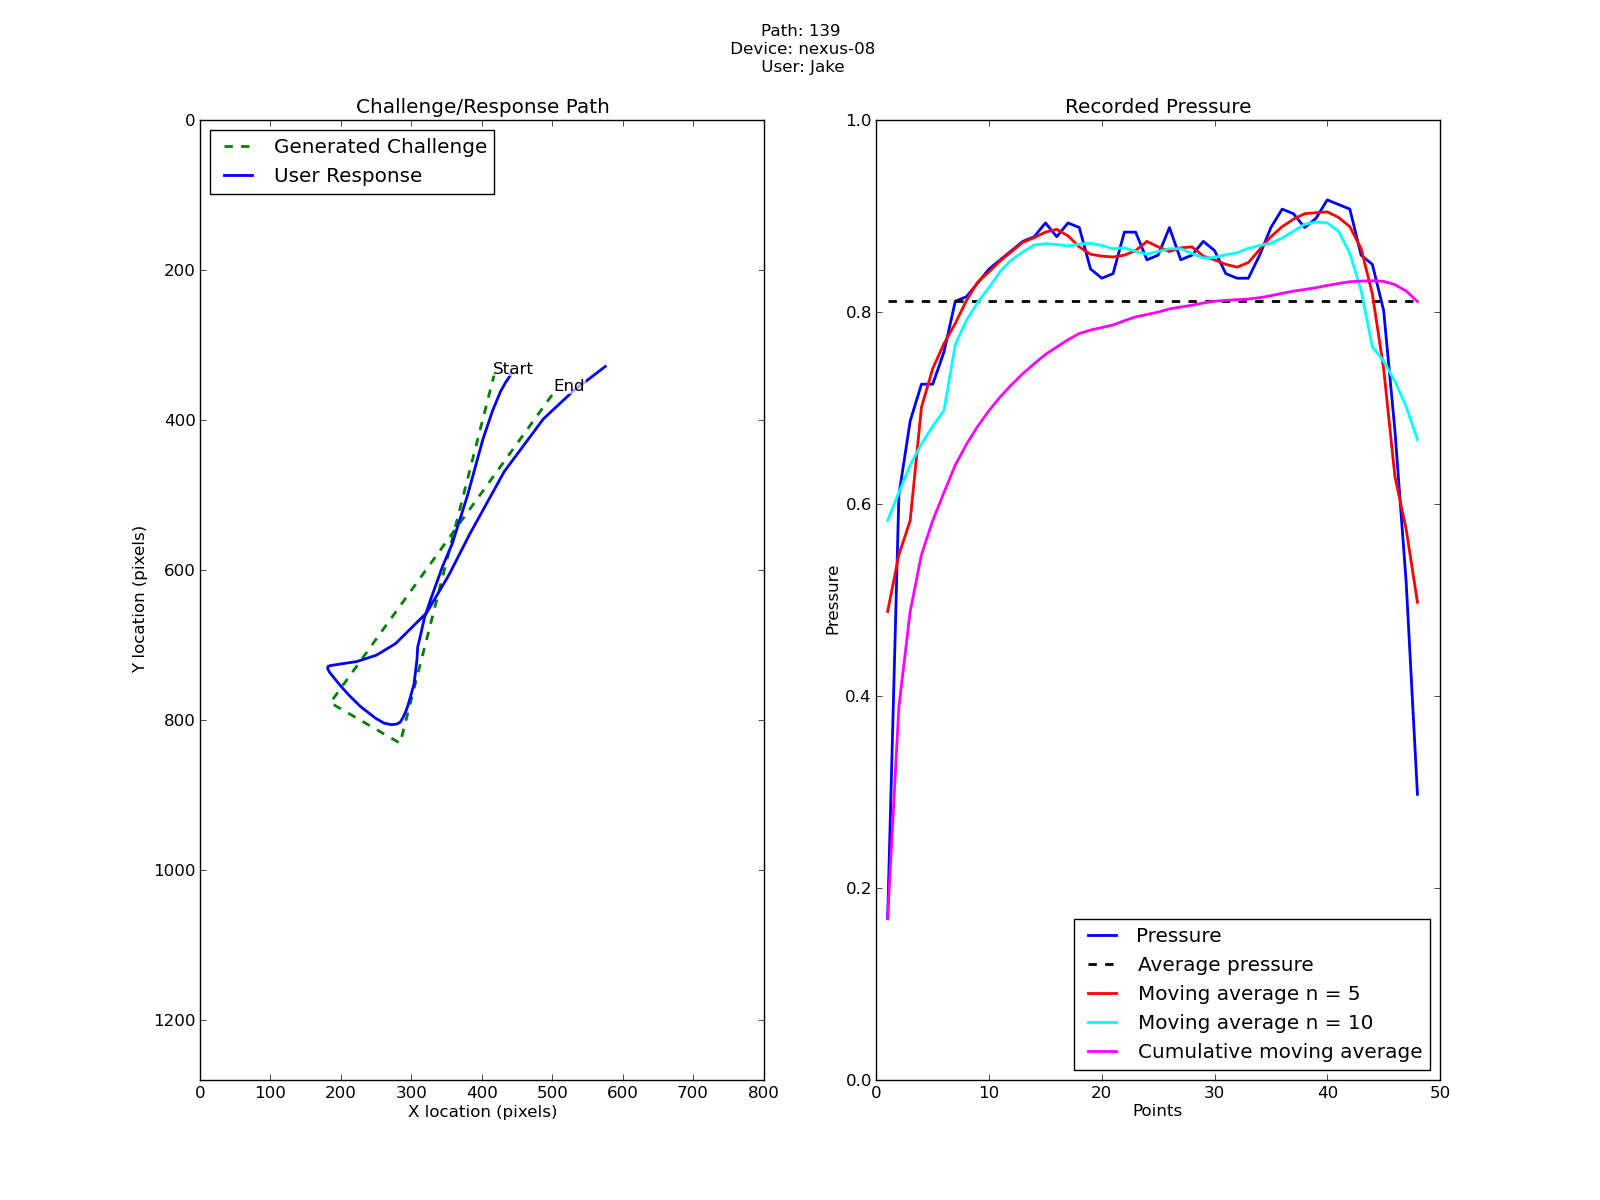 Path: 139
Device: nexus-08
User: Jake
Challenge/Response Path
0
200
400
600
800
1000
1200
Y location (pixels)
Generated Challenge
User Response
Start
End
0 100 200 300 400 500 600 700 800
X location (pixels)
Recorded Pressure
1.0
0.8
0.6
0.4
0.2
0.0
Pressure
Pressure
Average pressure
Moving average n = 5
Moving average n = 10
Cumulative moving average
0 10 20 30 40 50
Points